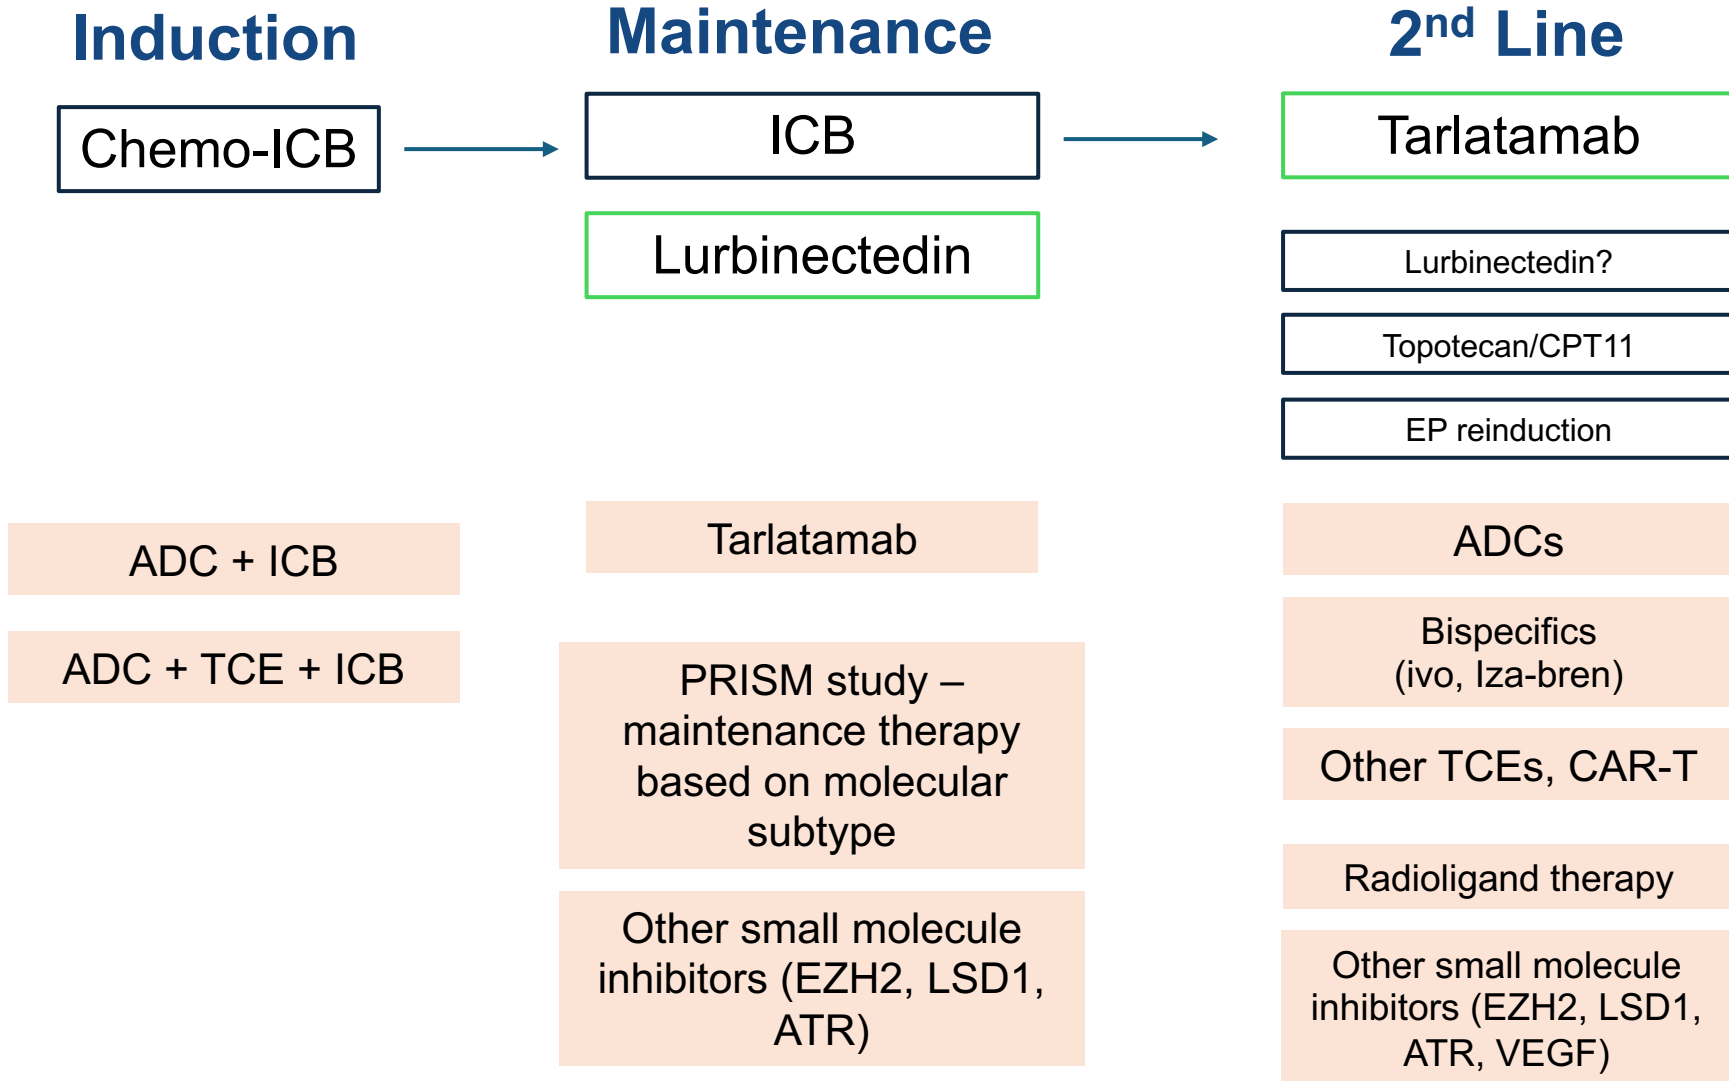 Induction
Maintenance
2nd Line
Chemo-ICB
ICB
Lurbinectedin
Tarlatamab
Lurbinectedin?
Topotecan/CPT11
EP reinduction
ADC + ICB
ADC + TCE + ICB
Tarlatamab
PRISM study –
maintenance therapy
based on molecular
subtype
Other small molecule
inhibitors (EZH2, LSD1,
ATR)
ADCs
Bispecifics
(ivo, Iza-bren)
Other TCEs, CAR-T
Radioligand therapy
Other small molecule
inhibitors (EZH2, LSD1,
ATR, VEGF)